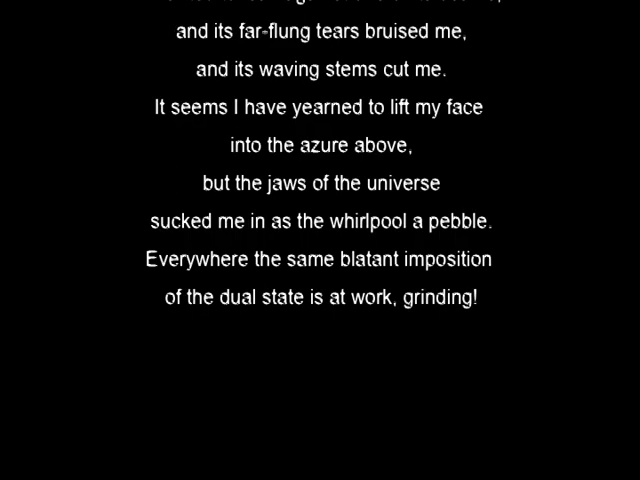 and its far-flung tears bruised me,
and its waving stems cut me.
It seems I have yearned to lift my face
into the azure above,
but the jaws of the universe
sucked me in as the whirlpool a pebble.
Everywhere the same blatant imposition
of the dual state is at work, grinding!